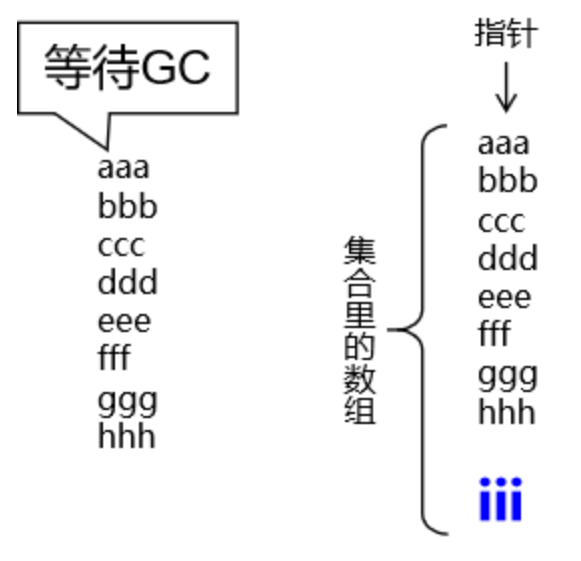 等待GC
aaa
bbb
ccc
ddd
eee
fff
ggg
hhh
集合里的数组
指针
aaa
bbb
ccc
ddd
eee
fff
ggg
hhh
iii